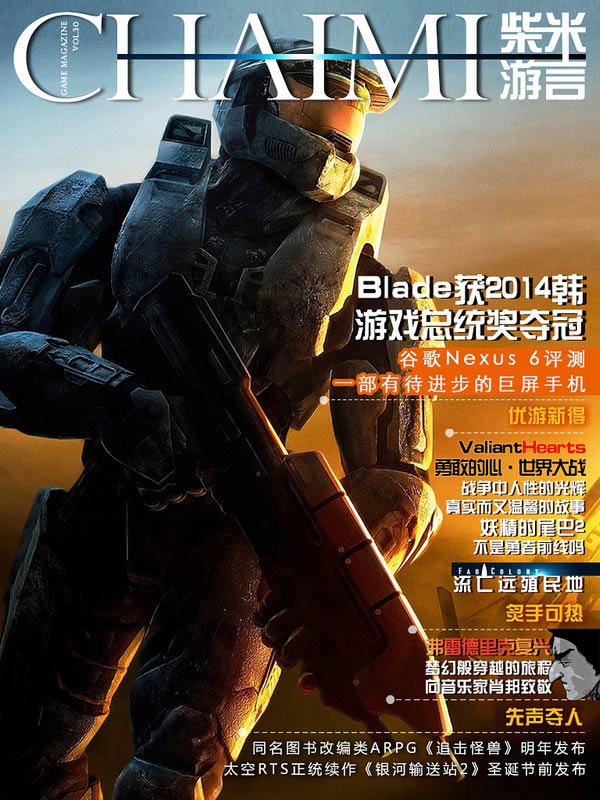 CHAIMI
GAME MAGAZINE
VOL.30
柴米
游言
Blade获2014韩
游戏总统奖夺冠
谷歌Nexus 6评测
一部有待进步的巨屏手机
优游新得
ValiantHearts
勇敢的心·世界大战
战争中人性的光辉
真实而又温馨的故事
妖精的尾巴2
不是勇者前线吗
FAR COLONY
流亡远殖民地
炙手可热
弗雷德里克复兴
梦幻般穿越的旅程
向音乐家肖邦致敬
先声夺人
同名图书改编类ARPG《追击怪兽》明年发布
太空RTS正统续作《银河输送站2》圣诞节前发布